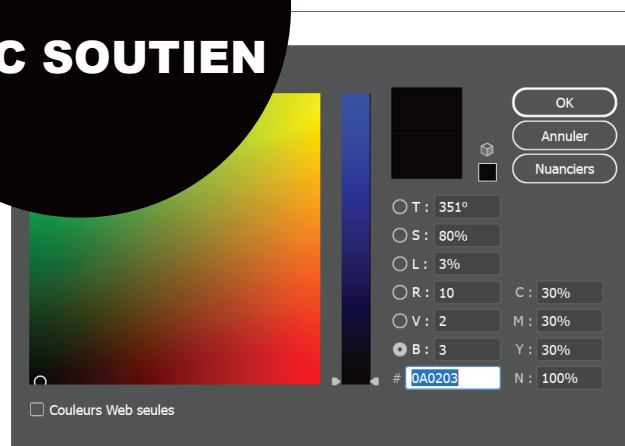 C SOUTIEN
OK
Annuler
Nuanciers
T : 351°
S : 80%
L : 3%
R : 10 C : 30%
V : 2 M : 30%
B : 3 Y : 30%
# 0A0203 N : 100%
Couleurs Web seules